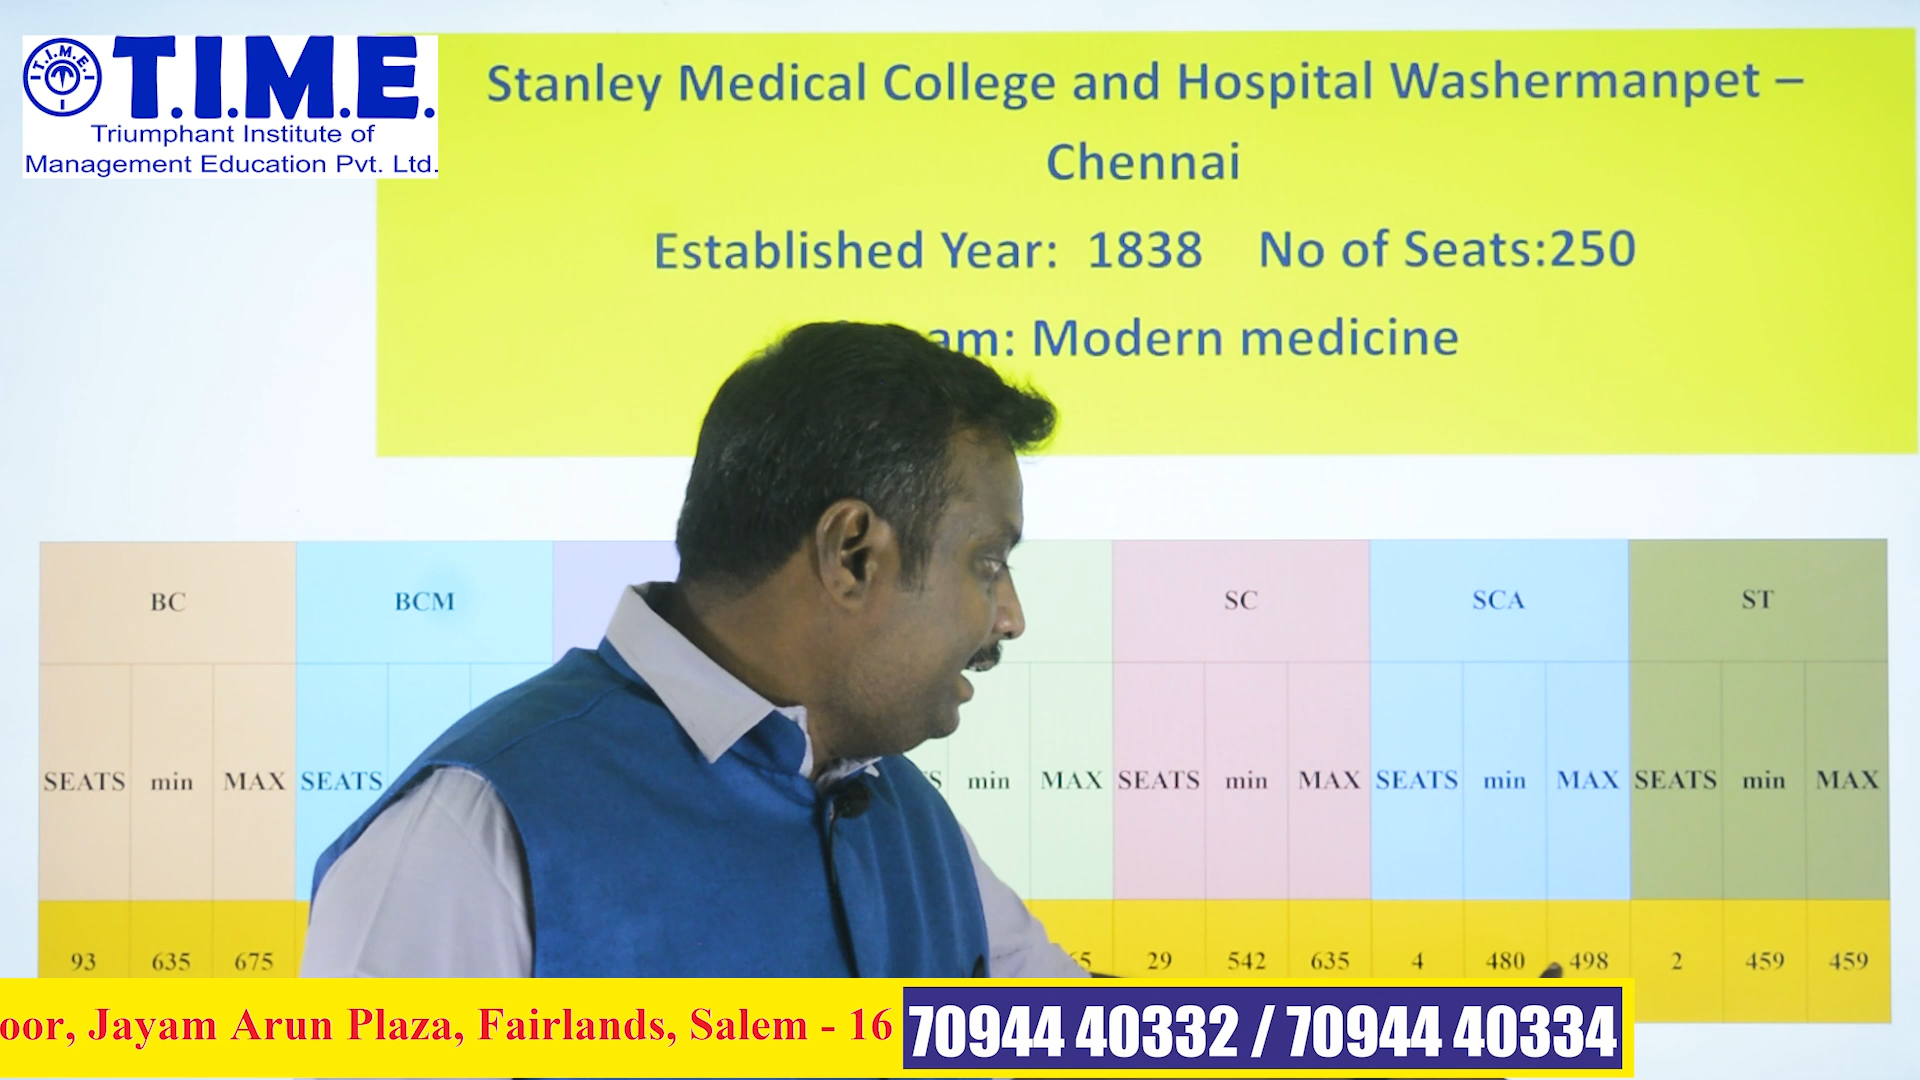 T.I.M.E.
T.I.M.E.
Triumphant Institute of
Management Education Pvt. Ltd.
Stanley Medical College and Hospital Washermanpet –
Chennai
Established Year: 1838 No of Seats:250
Modern medicine
BC BCM SC SCA ST
SEATS min MAX SEATS min MAX SEATS min MAX SEATS min MAX SEATS min MAX
93 635 675 29 542 635 4 480 498 2 459 459
Jayam Arun Plaza, Fairlands, Salem - 16
70944 40332 / 70944 40334